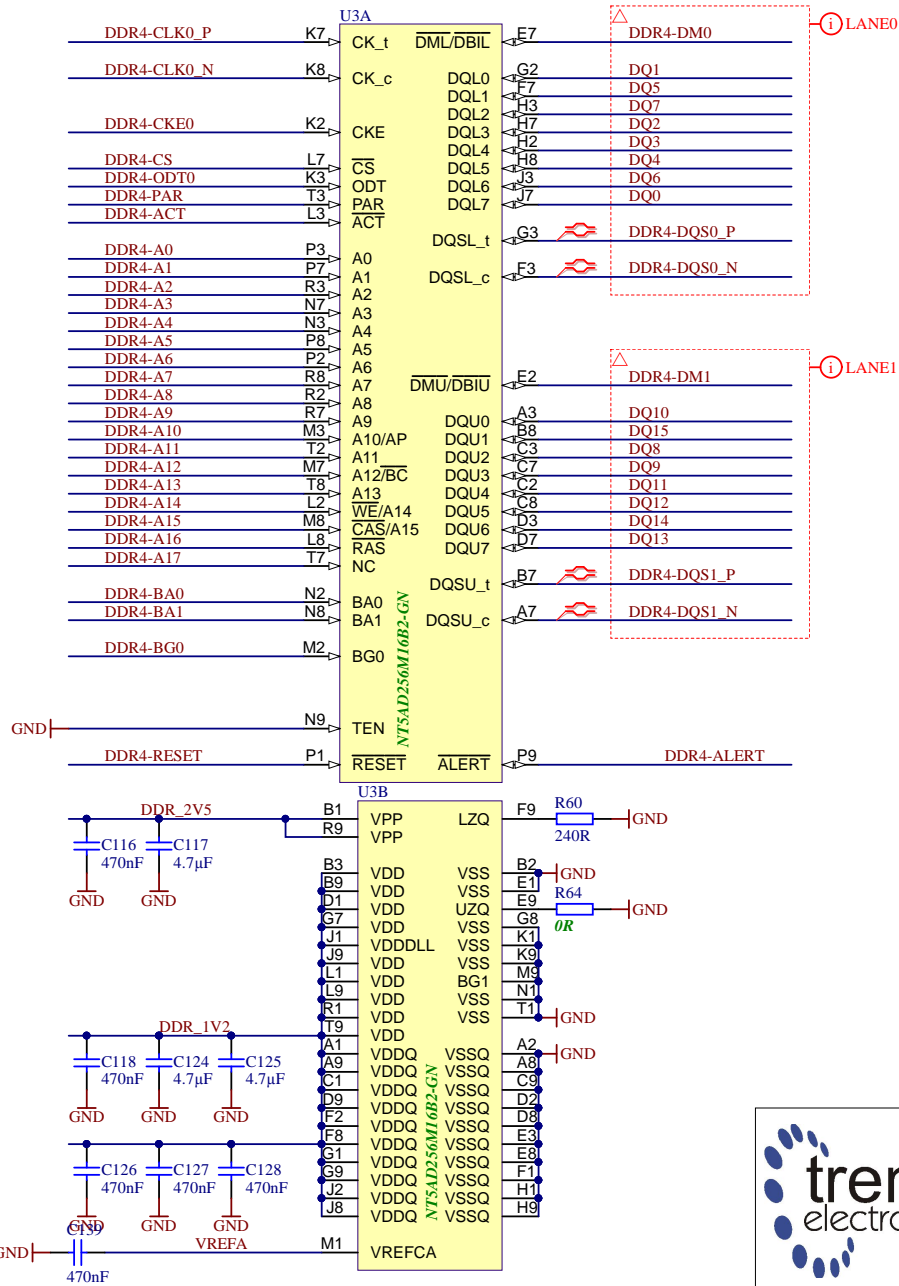 U3A
DDR4-CLK0_P K7 CK_t DML/DBIL E7 DDR4-DM0 LANE0
DDR4-CLK0_N K8 CK_c DQL0 G2 DQ1
DQL1 F7 DQ5
DQL2 H3 DQ7
DDR4-CKE0 K2 CKE DQL3 H7 DQ2
DQL4 H2 DQ3
DDR4-CS L7 CS DQL5 H8 DQ4
DDR4-ODT0 K3 ODT DQL6 J3 DQ6
DDR4-PAR T3 PAR DQL7 J7 DQ0
DDR4-ACT L3 ACT
DQSL_t G3 DDR4-DQS0_P
DDR4-A0 P3 A0
DDR4-A1 P7 A1 DQSL_c F3 DDR4-DQS0_N
DDR4-A2 R3 A2
DDR4-A3 N7 A3
DDR4-A4 N3 A4
DDR4-A5 P8 A5
DDR4-A6 P2 A6 LANE1
DDR4-A7 R8 A7 DMU/DBIU E2 DDR4-DM1
DDR4-A8 R2 A8
DDR4-A9 R7 A9 DQU0 A3 DQ10
DDR4-A10 M3 A10/AP DQU1 B8 DQ15
DDR4-A11 T2 A11 DQU2 C3 DQ8
DDR4-A12 M7 A12/BC DQU3 C7 DQ9
DDR4-A13 T8 A13 DQU4 C2 DQ11
DDR4-A14 L2 WE/A14 DQU5 C8 DQ12
DDR4-A15 M8 CAS/A15 DQU6 D3 DQ14
DDR4-A16 L8 RAS DQU7 D7 DQ13
DDR4-A17 T7 NC
DQSU_t B7 DDR4-DQS1_P
DDR4-BA0 N2 BA0
DDR4-BA1 N8 BA1 DQSU_c A7 DDR4-DQS1_N
DDR4-BG0 M2 BG0
NT5AD256M16B2-GN
GND N9 TEN
DDR4-RESET P1 RESET ALERT P9 DDR4-ALERT
U3B
DDR_2V5 B1 VPP LZQ F9 R60 240R GND
R9 VPP
C116 470nF GND
C117 4.7µF GND
B3 VDD VSS B2 GND
B9 VDD VSS E1
D1 VDD UZQ E9 R64 0R GND
G7 VDD VSS G8
J1 VDDDLL VSS K1
J9 VDD VSS K9
L1 VDD BG1 M9
L9 VDD VSS N1
R1 VDD VSS T1 GND
DDR_1V2 T9 VDD
A1 VDDQ VSSQ A2 GND
A9 VDDQ VSSQ A8
C1 VDDQ VSSQ C9
D9 VDDQ VSSQ D2
F2 VDDQ VSSQ D8
F8 VDDQ VSSQ E3
G1 VDDQ VSSQ E8
G9 VDDQ VSSQ F1
J2 VDDQ VSSQ H1
J8 VDDQ VSSQ H9
C118 470nF GND
C124 4.7µF GND
C125 4.7µF GND
C126 470nF GND
C127 470nF GND
C128 470nF GND
NT5AD256M16B2-GN
GND C139 470nF VREFA M1 VREFCA
tren
electro